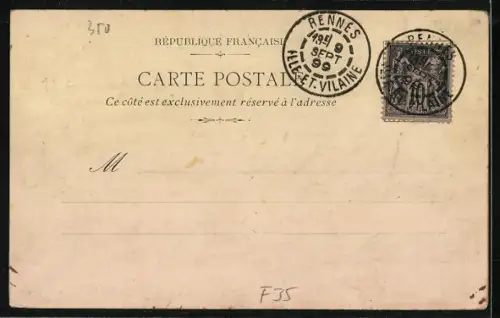 350
RÉPUBLIQUE FRANÇAISE
CARTE POSTALE
Ce côté est exclusivement réservé à l'adresse
RENNES
9
SEPT
99
ILLE-ET-VILAINE
10
M
F35